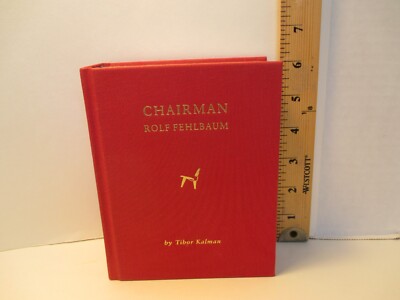 CHAIRMAN
ROLF FEHLBAUM
by Tibor Kalman
7
6
5
4
3
2
1
WESTCOTT